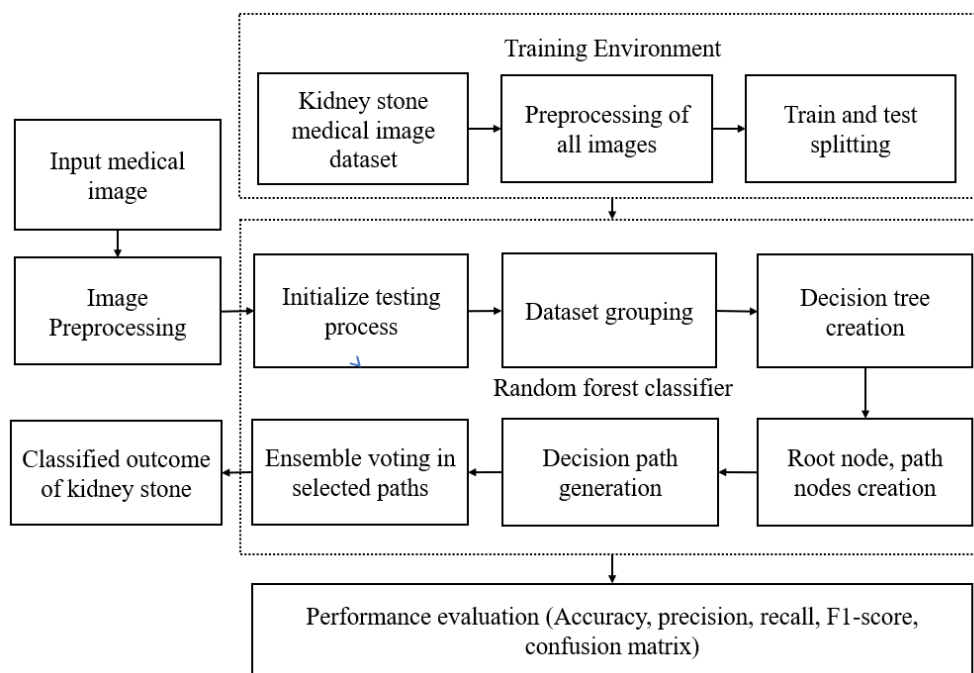 Training Environment
Kidney stone
medical image
dataset
Preprocessing of
all images
Train and test
splitting
Input medical
image
Image
Preprocessing
Initialize testing
process
Dataset grouping
Decision tree
creation
Random forest classifier
Classified outcome
of kidney stone
Ensemble voting in
selected paths
Decision path
generation
Root node, path
nodes creation
Performance evaluation (Accuracy, precision, recall, F1-score,
confusion matrix)